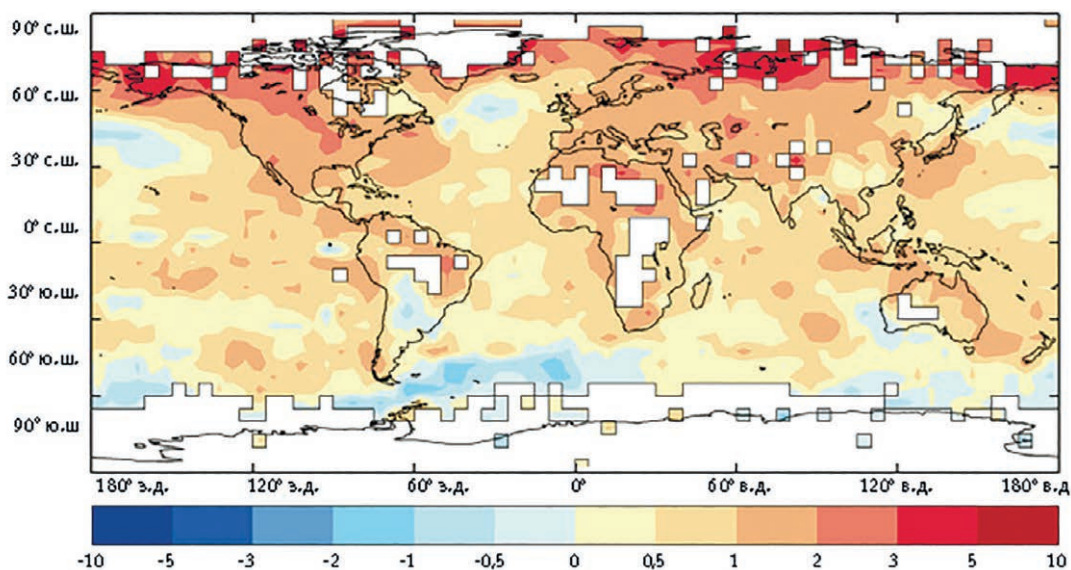 90° с.ш.
60° с.ш.
30° с.ш.
0° с.ш.
30° ю.ш.
60° ю.ш.
90° ю.ш
180° з.д. 120° з.д. 60° з.д. 0° 60° в.д. 120° в.д. 180° в.д
-10 -5 -3 -2 -1 -0,5 0 0,5 1 2 3 5 10